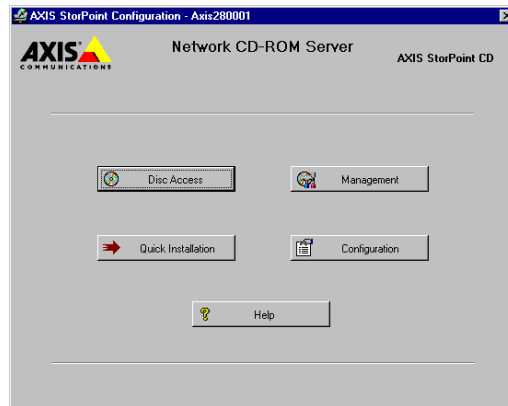 AXIS StorPoint Configuration - Axis280001
AXIS
COMMUNICATIONS
Network CD-ROM Server
AXIS StorPoint CD
Disc Access
Management
Quick Installation
Configuration
Help